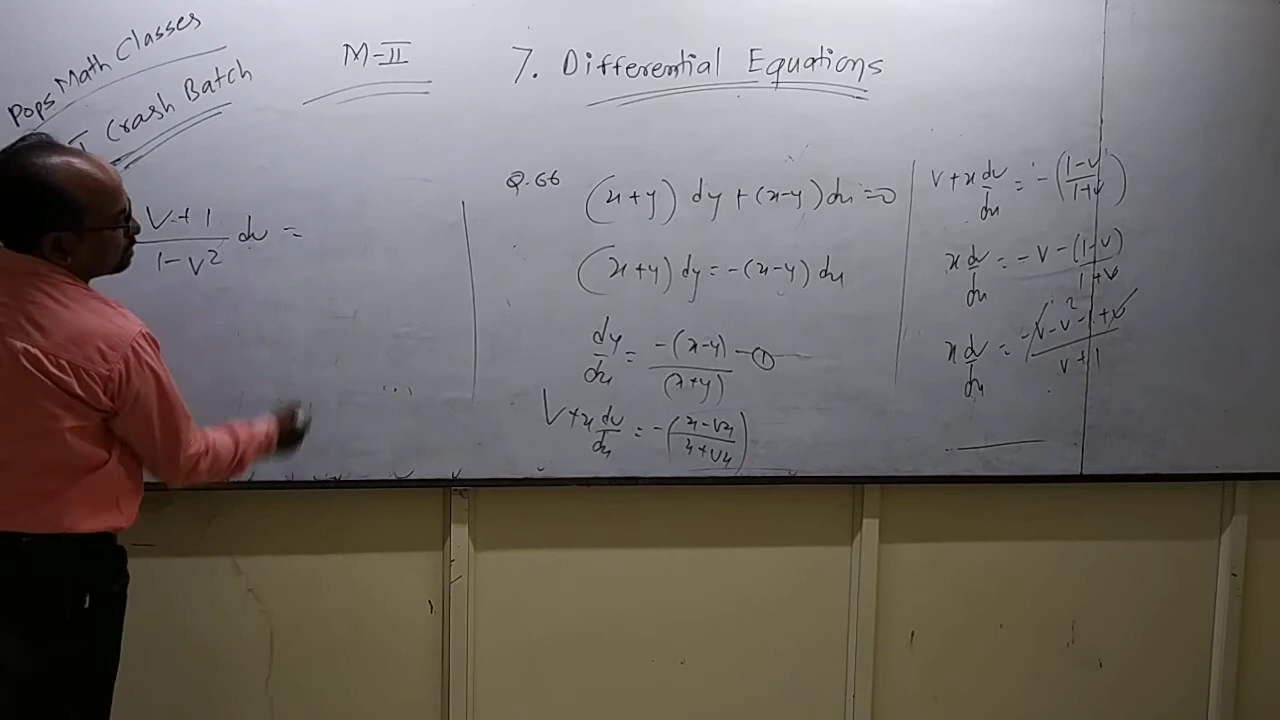 Pops Math Classes
Crash Batch
M-II
7. Differential Equations
Q.66
(x+y) dy + (x-y) dx = 0
(x+y) dy = -(x-y) dx
dy/dx = -(x-y)/(x+y) —①
V + x dv/dx = -((x-vx)/(x+vx))
V + x dv/dx = -((1-v)/(1+v))
x dv/dx = -v - (1-v)/(1+v)
x dv/dx = (-v - v² - 1 + v)/(v+1)
(v+1)/(1-v²) dv =